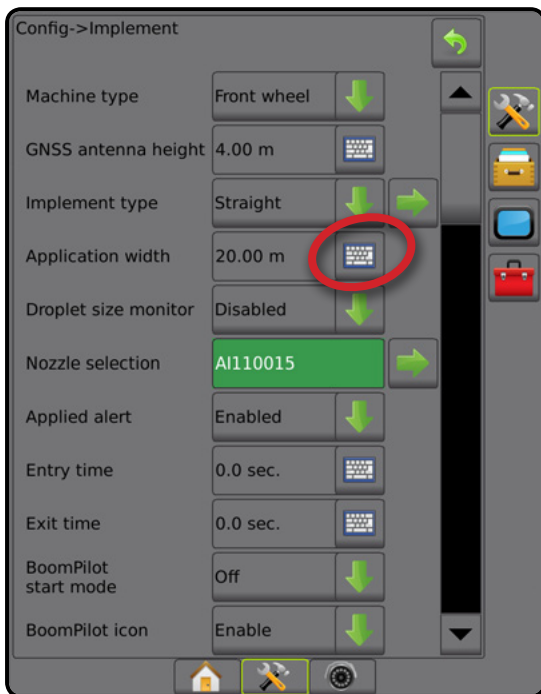 Config->Implement
Machine type Front wheel
GNSS antenna height 4.00 m
Implement type Straight
Application width 20.00 m
Droplet size monitor Disabled
Nozzle selection AI110015
Applied alert Enabled
Entry time 0.0 sec.
Exit time 0.0 sec.
BoomPilot
start mode Off
BoomPilot icon Enable